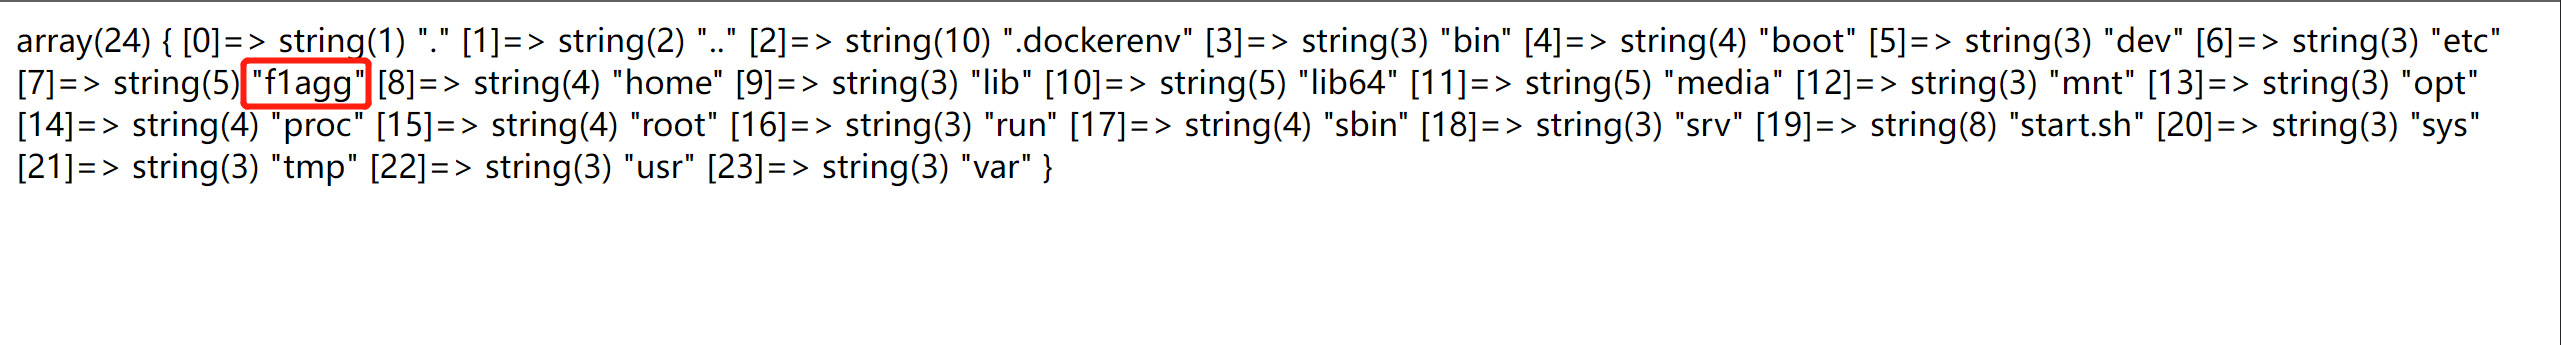 array(24) { [0]=> string(1) "." [1]=> string(2) ".." [2]=> string(10) ".dockerenv" [3]=> string(3) "bin" [4]=> string(4) "boot" [5]=> string(3) "dev" [6]=> string(3) "etc"
[7]=> string(5) "f1agg" [8]=> string(4) "home" [9]=> string(3) "lib" [10]=> string(5) "lib64" [11]=> string(5) "media" [12]=> string(3) "mnt" [13]=> string(3) "opt"
[14]=> string(4) "proc" [15]=> string(4) "root" [16]=> string(3) "run" [17]=> string(4) "sbin" [18]=> string(3) "srv" [19]=> string(8) "start.sh" [20]=> string(3) "sys"
[21]=> string(3) "tmp" [22]=> string(3) "usr" [23]=> string(3) "var" }